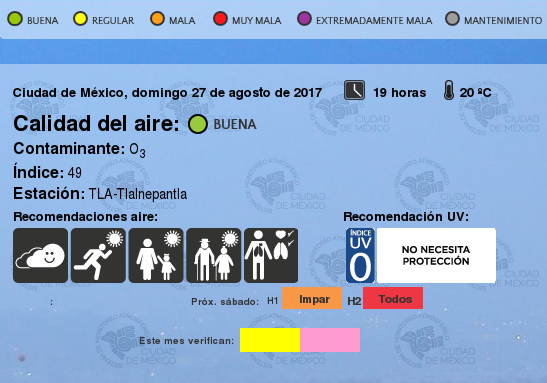 BUENA REGULAR MALA MUY MALA EXTREMADAMENTE MALA MANTENIMIENTO
Ciudad de México, domingo 27 de agosto de 2017 19 horas 20 ºC
Calidad del aire: BUENA
Contaminante: O3
Índice: 49
Estación: TLA-Tlalnepantla
Recomendaciones aire: Recomendación UV:
ÍNDICE
UV
0
NO NECESITA
PROTECCIÓN
: Próx. sábado: H1 Impar H2 Todos
Este mes verifican: